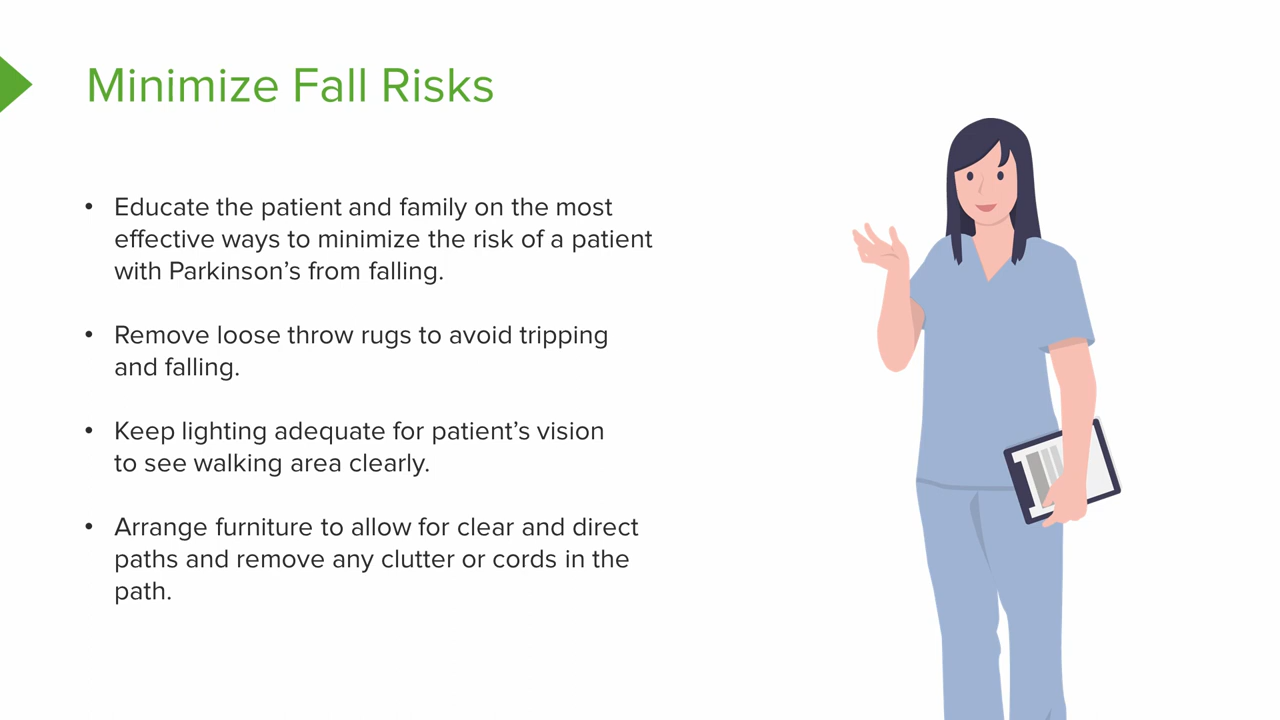 Minimize Fall Risks
• Educate the patient and family on the most
effective ways to minimize the risk of a patient
with Parkinson’s from falling.
• Remove loose throw rugs to avoid tripping
and falling.
• Keep lighting adequate for patient’s vision
to see walking area clearly.
• Arrange furniture to allow for clear and direct
paths and remove any clutter or cords in the
path.